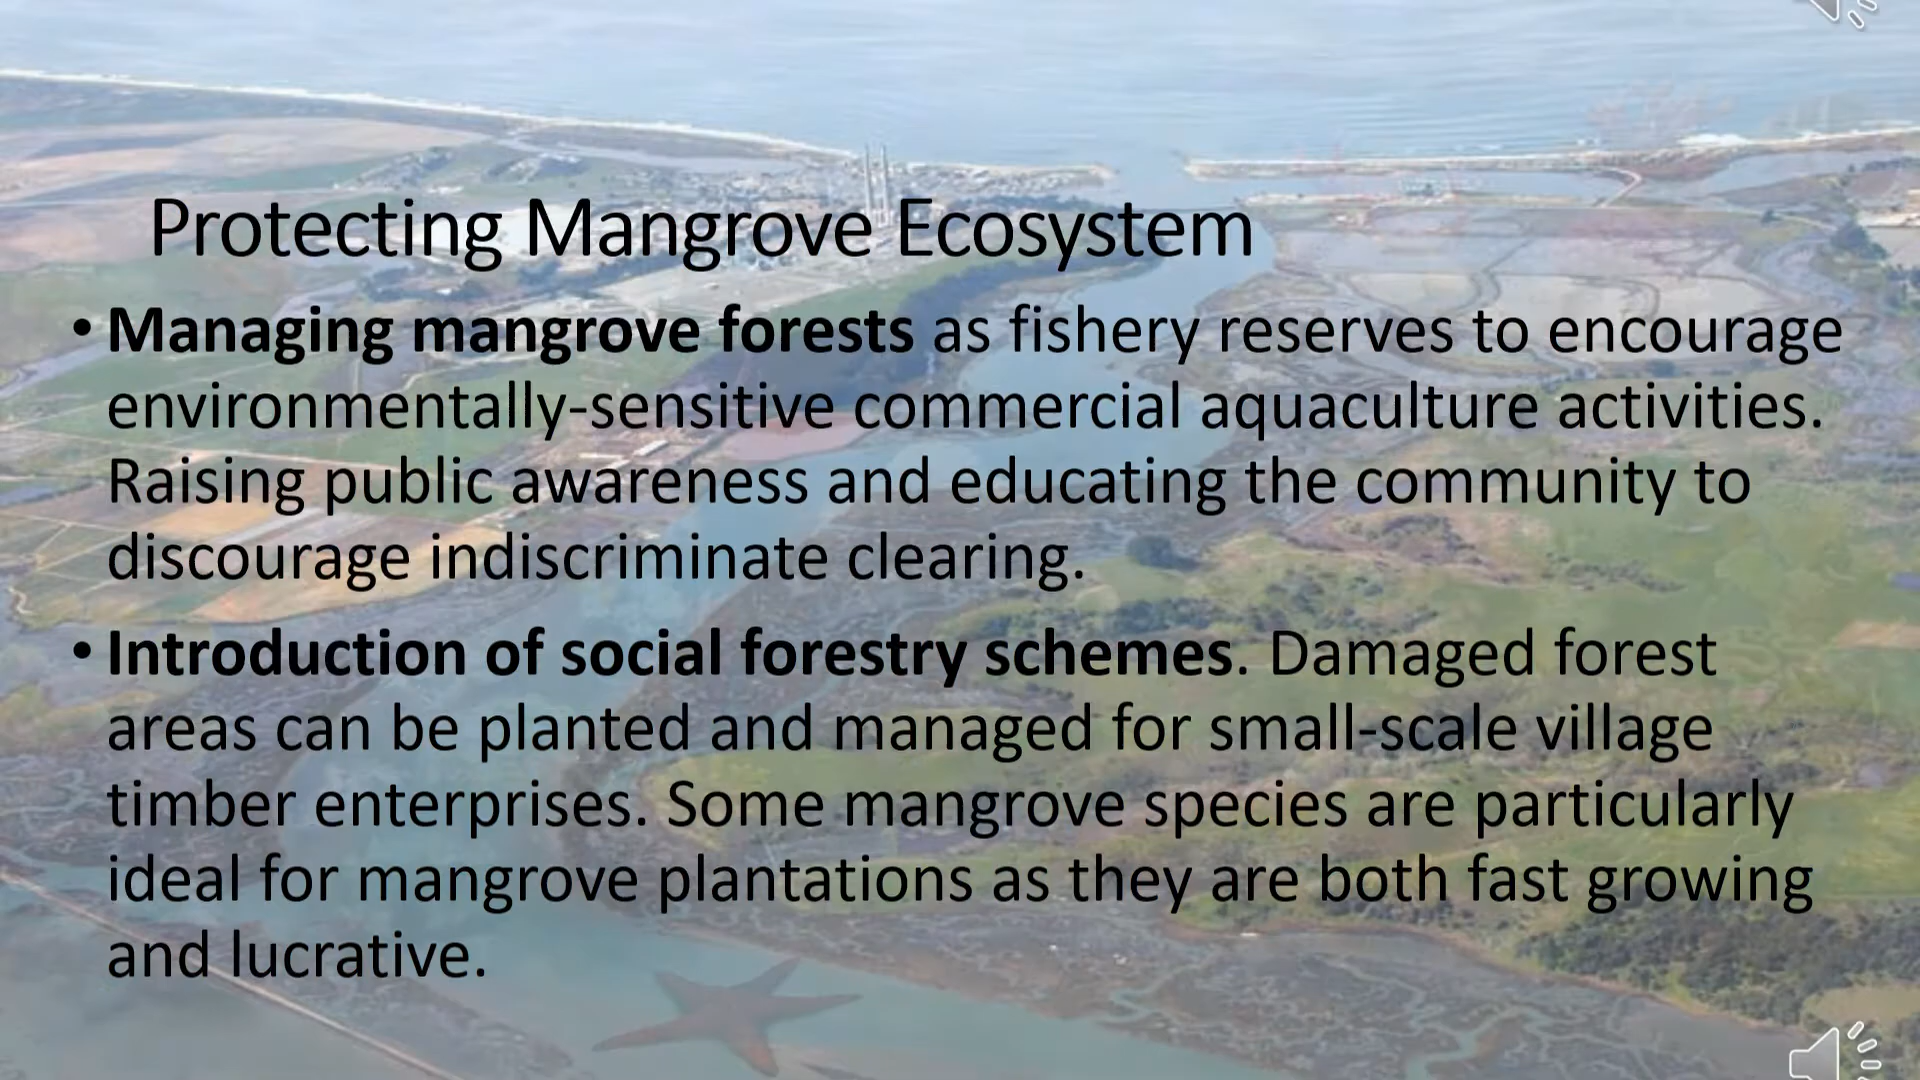 Protecting Mangrove Ecosystem
• Managing mangrove forests as fishery reserves to encourage
environmentally-sensitive commercial aquaculture activities.
Raising public awareness and educating the community to
discourage indiscriminate clearing.
• Introduction of social forestry schemes. Damaged forest
areas can be planted and managed for small-scale village
timber enterprises. Some mangrove species are particularly
ideal for mangrove plantations as they are both fast growing
and lucrative.